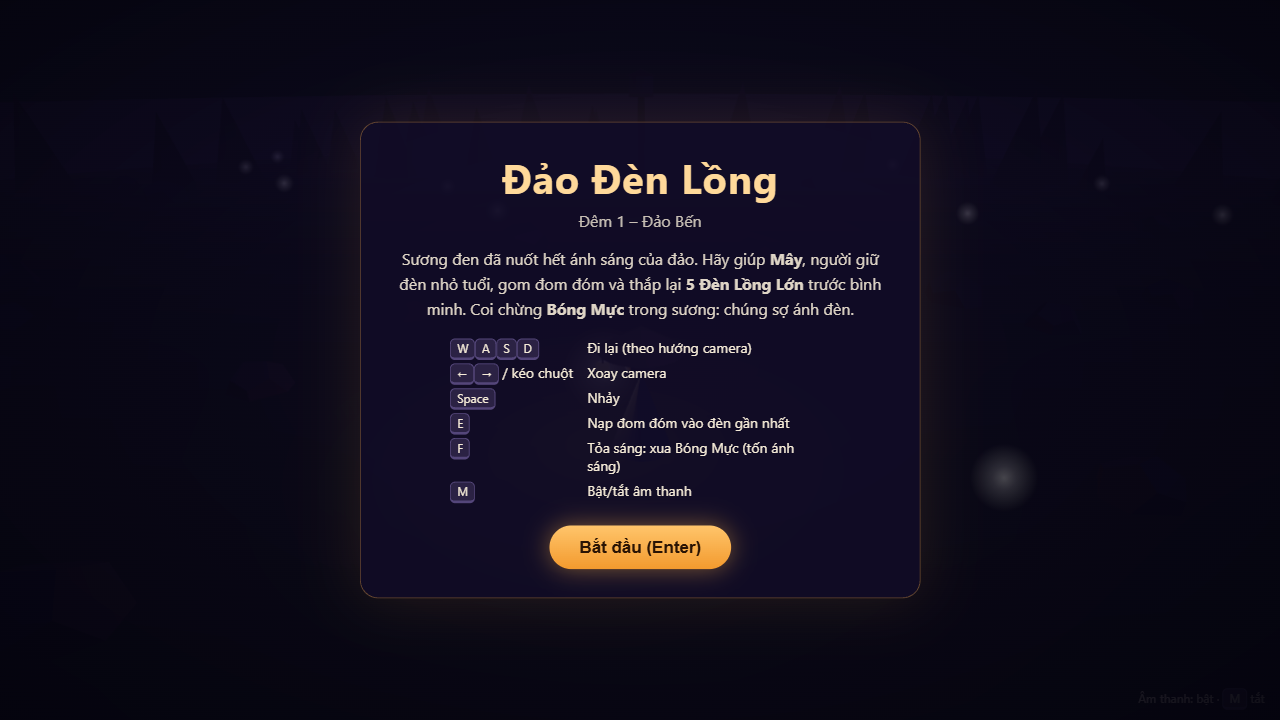 Đảo Đèn Lồng
Đêm 1 – Đảo Bến
Sương đen đã nuốt hết ánh sáng của đảo. Hãy giúp Mây, người giữ
đèn nhỏ tuổi, gom đom đóm và thắp lại 5 Đèn Lồng Lớn trước bình
minh. Coi chừng Bóng Mực trong sương: chúng sợ ánh đèn.
W A S D Đi lại (theo hướng camera)
← → / kéo chuột Xoay camera
Space Nhảy
E Nạp đom đóm vào đèn gần nhất
F Tỏa sáng: xua Bóng Mực (tốn ánh
sáng)
M Bật/tắt âm thanh
Bắt đầu (Enter)
Âm thanh: bật · M tắt